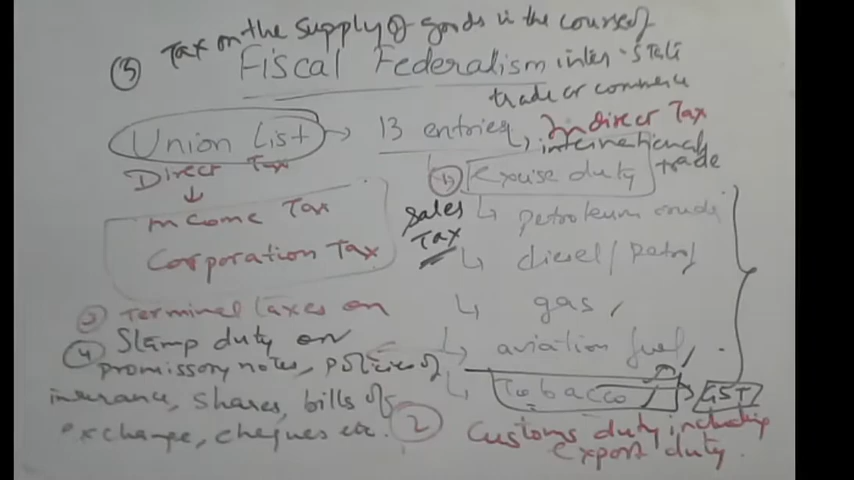 ⑤ Tax on the supply of goods in the course of
Fiscal Federalism inter-State
trade or commerce
Union List → 13 entries
Indirect Tax
international trade
Direct Tax
↓
Income Tax
Corporation Tax
① Excise duty
Sales Tax
↳ petroleum crude
↳ diesel/Petrol
↳ gas,
↳ aviation fuel,
↳ Tobacco → GST
③ Terminal taxes on
④ Stamp duty on
promissory notes, policies of
insurance, shares, bills of
exchange, cheques etc.
② Customs duty including
export duty.